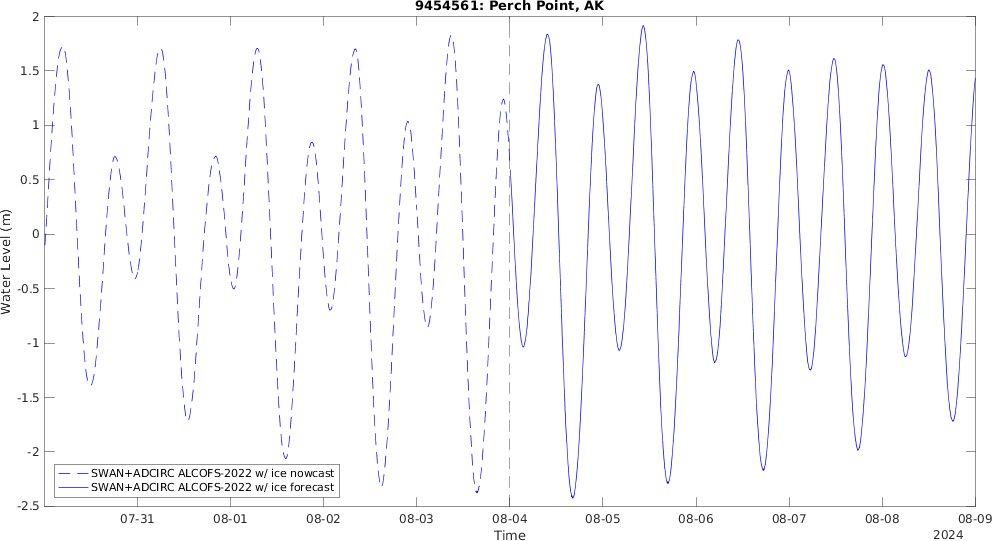 9454561: Perch Point, AK
2
1.5
1
0.5
0
-0.5
-1
-1.5
-2
-2.5
Water Level (m)
SWAN+ADCIRC ALCOFS-2022 w/ ice nowcast
SWAN+ADCIRC ALCOFS-2022 w/ ice forecast
07-31 08-01 08-02 08-03 08-04 08-05 08-06 08-07 08-08 08-09
Time
2024